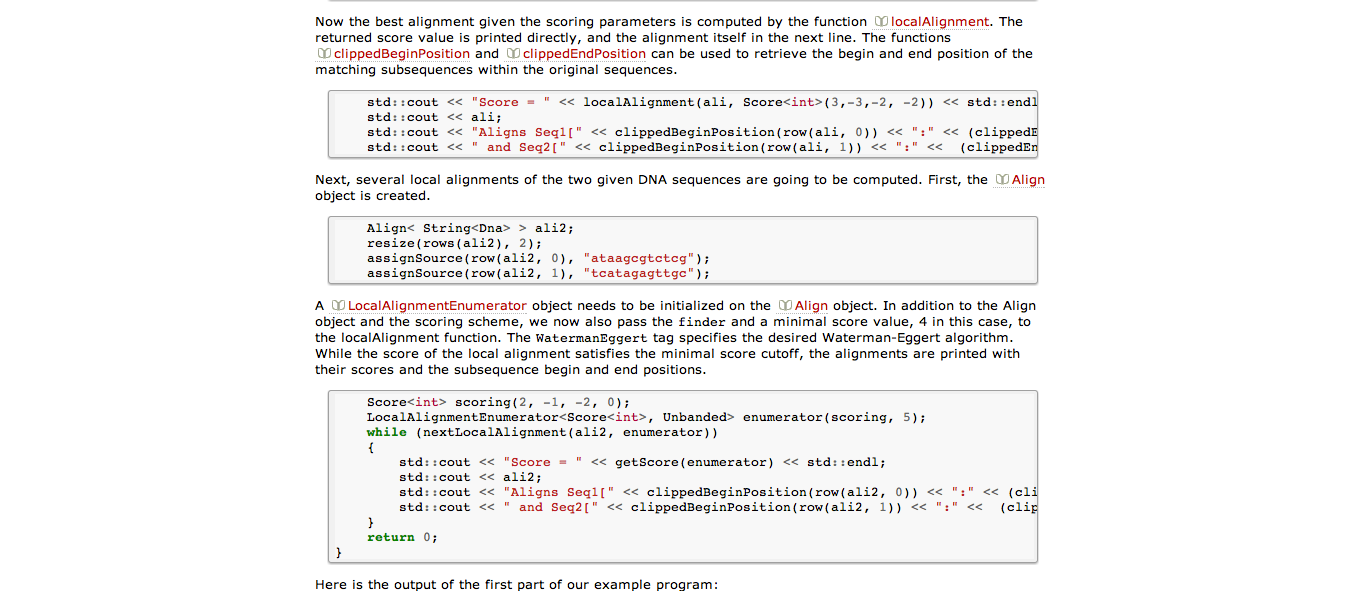 Now the best alignment given the scoring parameters is computed by the function localAlignment. The
returned score value is printed directly, and the alignment itself in the next line. The functions
clippedBeginPosition and clippedEndPosition can be used to retrieve the begin and end position of the
matching subsequences within the original sequences.
std::cout << "Score = " << localAlignment(ali, Score<int>(3,-3,-2, -2)) << std::endl
std::cout << ali;
std::cout << "Aligns Seq1[" << clippedBeginPosition(row(ali, 0)) << ":" << (clippedE
std::cout << " and Seq2[" << clippedBeginPosition(row(ali, 1)) << ":" <<  (clippedEn
Next, several local alignments of the two given DNA sequences are going to be computed. First, the Align
object is created.
Align< String<Dna> > ali2;
resize(rows(ali2), 2);
assignSource(row(ali2, 0), "ataagcgtctcg");
assignSource(row(ali2, 1), "tcatagagttgc");
A LocalAlignmentEnumerator object needs to be initialized on the Align object. In addition to the Align
object and the scoring scheme, we now also pass the finder and a minimal score value, 4 in this case, to
the localAlignment function. The WatermanEggert tag specifies the desired Waterman-Eggert algorithm.
While the score of the local alignment satisfies the minimal score cutoff, the alignments are printed with
their scores and the subsequence begin and end positions.
Score<int> scoring(2, -1, -2, 0);
LocalAlignmentEnumerator<Score<int>, Unbanded> enumerator(scoring, 5);
while (nextLocalAlignment(ali2, enumerator))
{
std::cout << "Score = " << getScore(enumerator) << std::endl;
std::cout << ali2;
std::cout << "Aligns Seq1[" << clippedBeginPosition(row(ali2, 0)) << ":" << (cli
std::cout << " and Seq2[" << clippedBeginPosition(row(ali2, 1)) << ":" <<  (clip
}
return 0;
}
Here is the output of the first part of our example program: